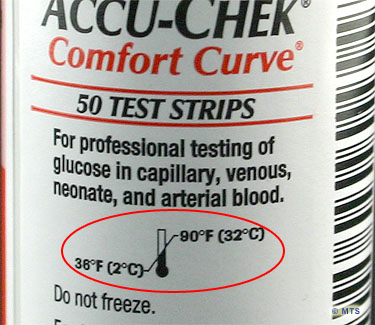 ACCU-CHEK®
Comfort Curve®
50 TEST STRIPS
For professional testing of
glucose in capillary, venous,
neonate, and arterial blood.
90°F (32°C)
36°F (2°C)
Do not freeze.
© MTS